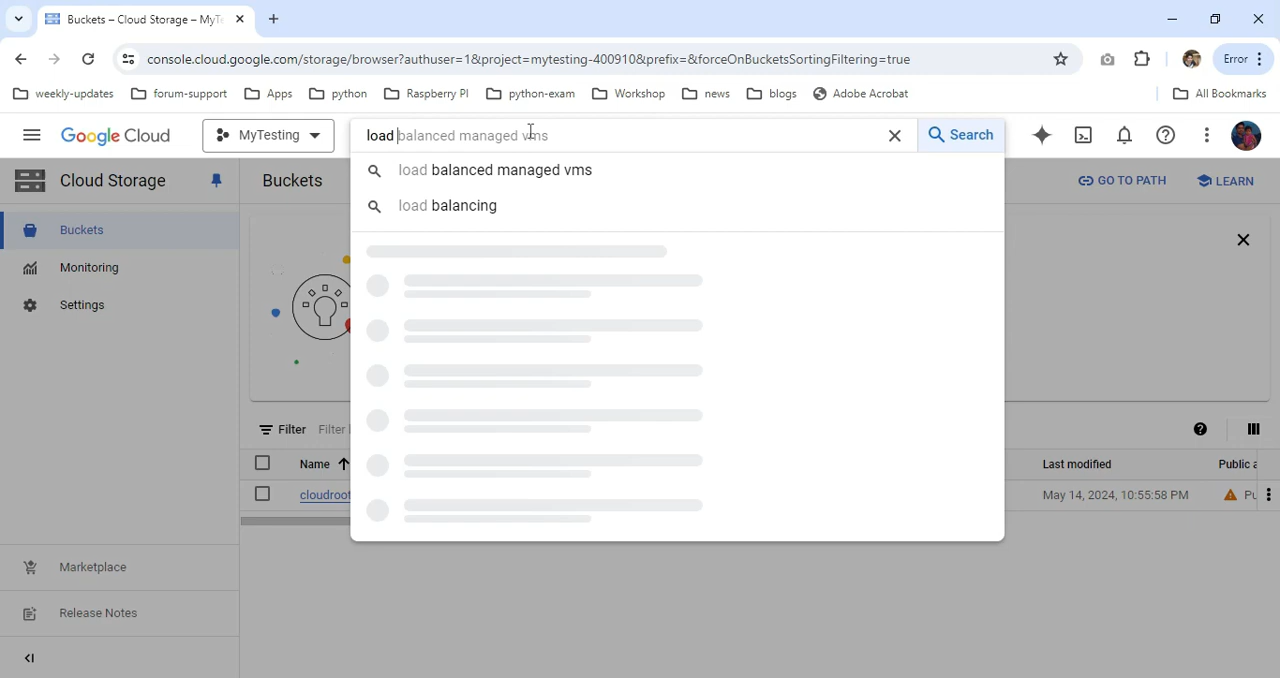 Buckets – Cloud Storage – MyTe
console.cloud.google.com/storage/browser?authuser=1&project=mytesting-400910&prefix=&forceOnBucketsSortingFiltering=true
Error
weekly-updates
forum-support
Apps
python
Raspberry PI
python-exam
Workshop
news
blogs
Adobe Acrobat
All Bookmarks
Google Cloud
MyTesting
load balanced managed vms
Search
load balanced managed vms
load balancing
Cloud Storage
Buckets
GO TO PATH
LEARN
Buckets
Monitoring
Settings
Filter
Filter
Name
Last modified
Public a
cloudroot
May 14, 2024, 10:55:58 PM
Pu
Marketplace
Release Notes